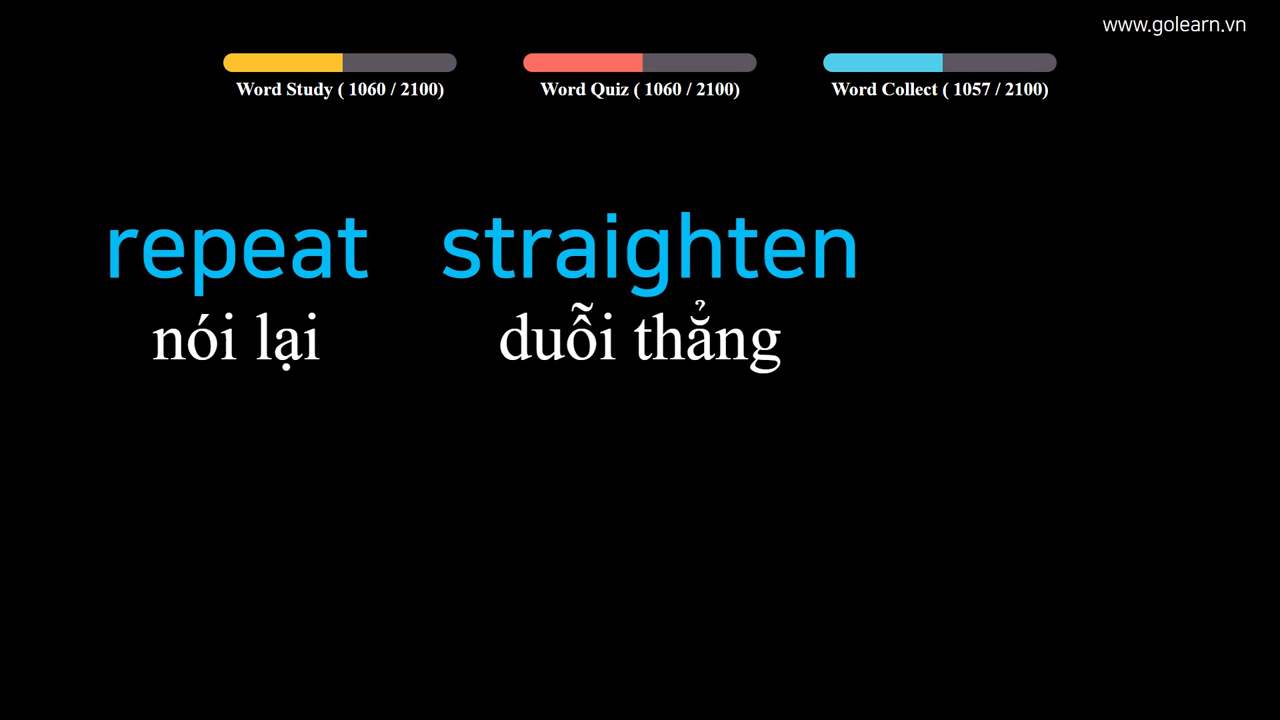 www.golearn.vn
Word Study ( 1060 / 2100)
Word Quiz ( 1060 / 2100)
Word Collect ( 1057 / 2100)
repeat straighten
nói lại duỗi thẳng